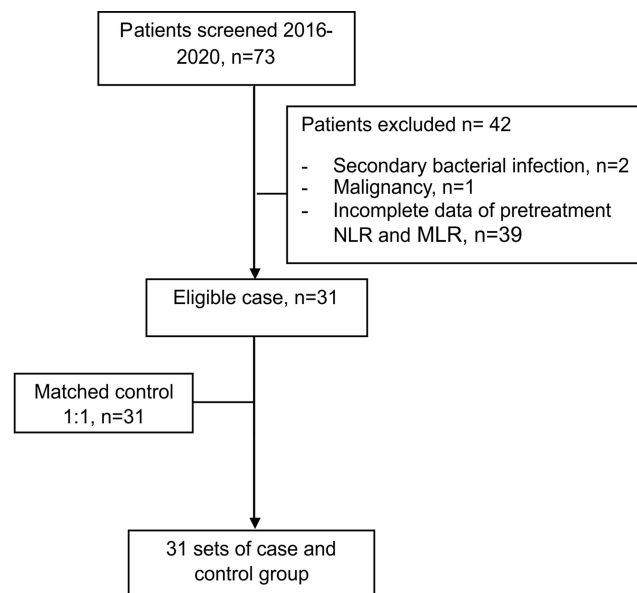 Patients screened 2016-
2020, n=73
Patients excluded n= 42
- Secondary bacterial infection, n=2
- Malignancy, n=1
- Incomplete data of pretreatment
NLR and MLR, n=39
Eligible case, n=31
Matched control
1:1, n=31
31 sets of case and
control group